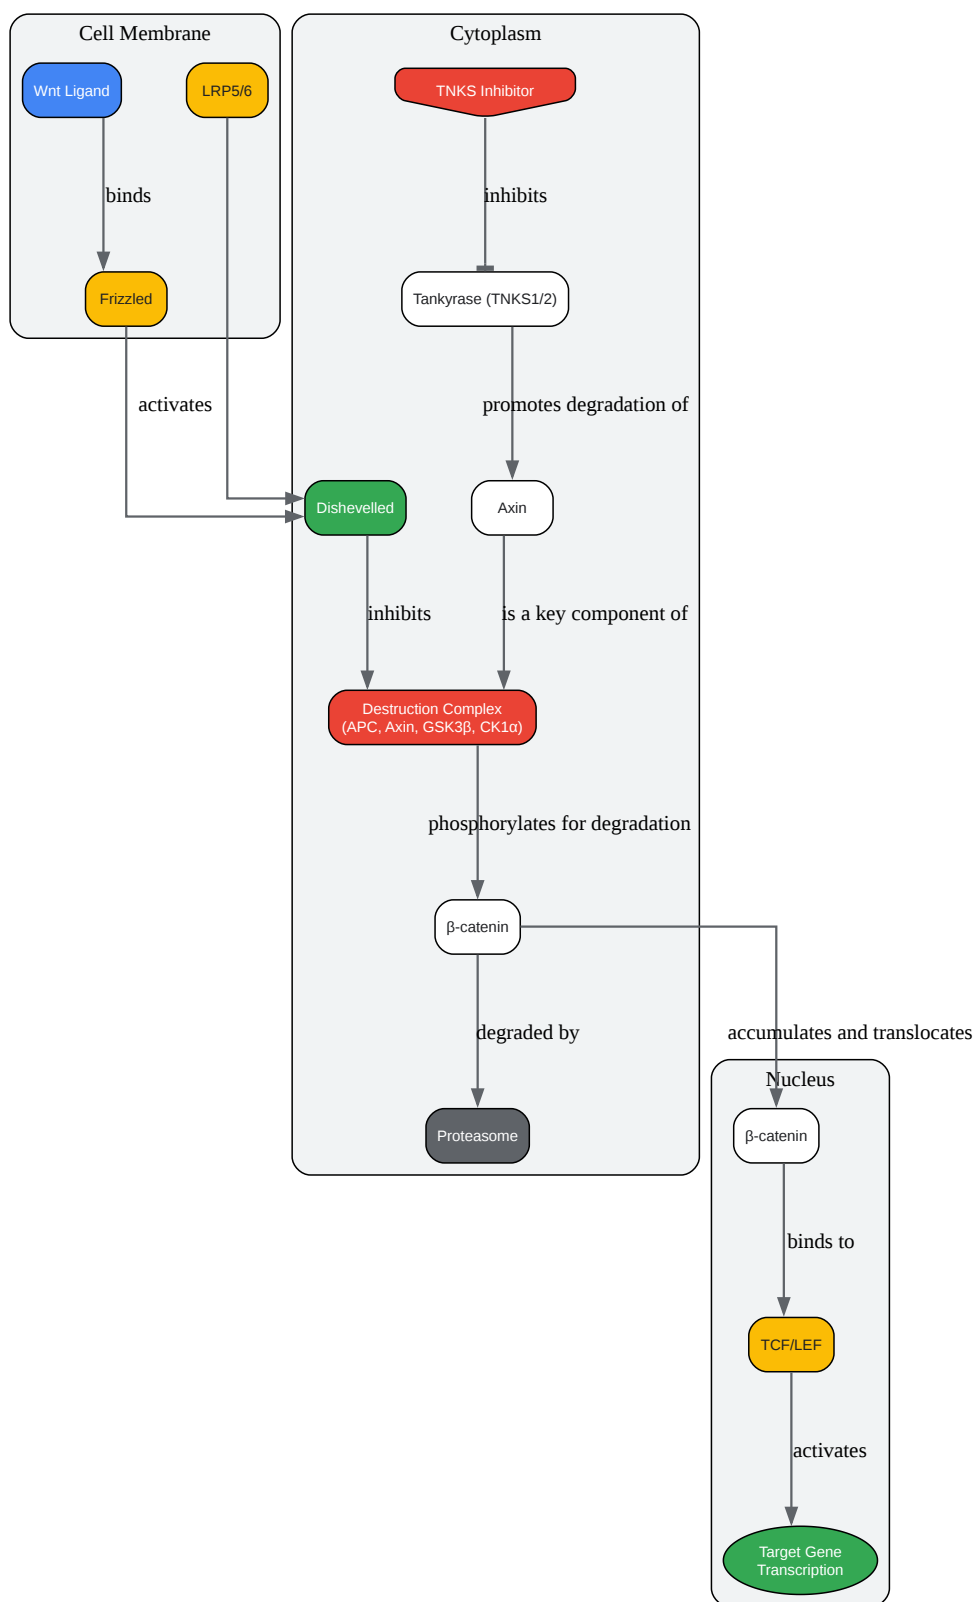 Cell Membrane
Cytoplasm
Wnt Ligand
LRP5/6
TNKS Inhibitor
binds
inhibits
Frizzled
Tankyrase (TNKS1/2)
activates
promotes degradation of
Dishevelled
Axin
inhibits
is a key component of
Destruction Complex
(APC, Axin, GSK3β, CK1α)
phosphorylates for degradation
β-catenin
degraded by
accumulates and translocates
Nucleus
Proteasome
β-catenin
binds to
TCF/LEF
activates
Target Gene
Transcription